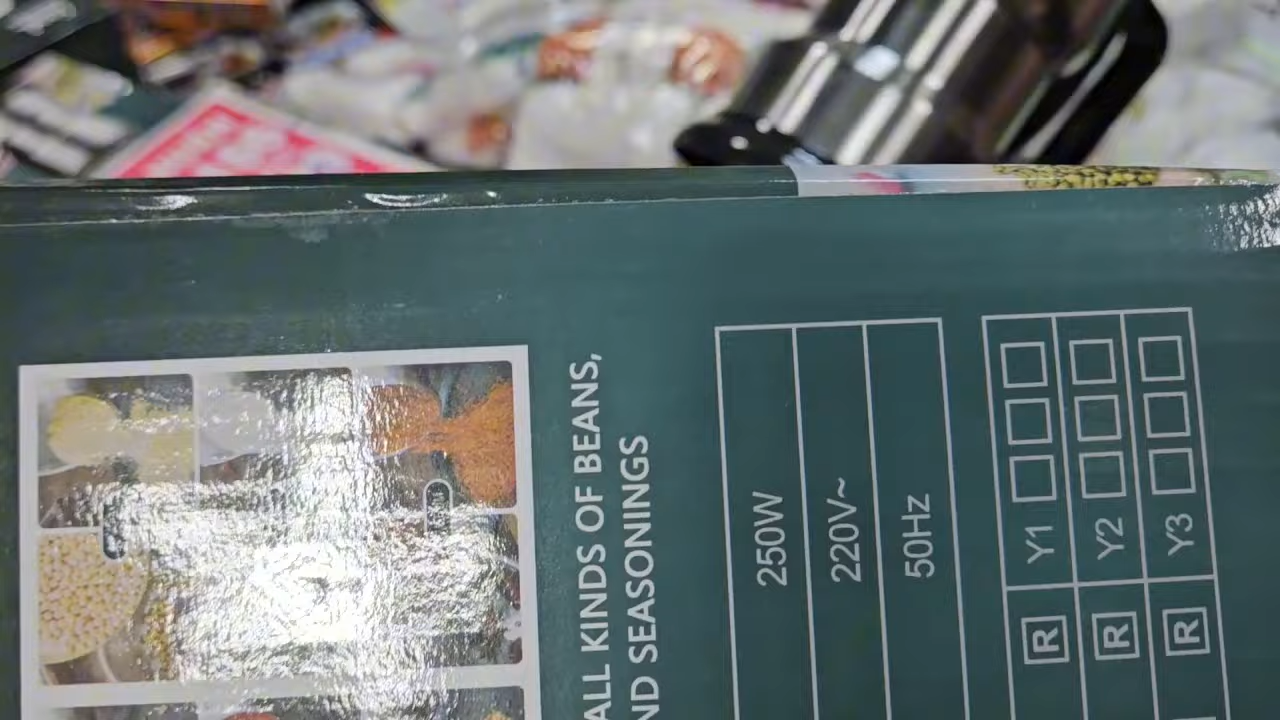 ALL KINDS OF BEANS,
ND SEASONINGS
250W
220V~
50Hz
R Y1 □□□
R Y2 □□□
R Y3 □□□